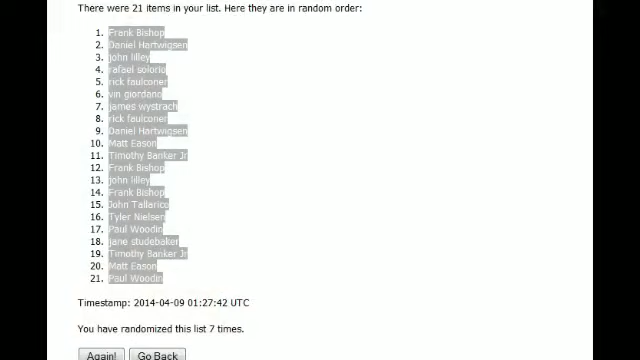 There were 21 items in your list. Here they are in random order:
1. Frank Bishop
2. Daniel Hartwigsen
3. john lilley
4. rafael solorio
5. rick faulconer
6. vin giordano
7. james wystrach
8. rick faulconer
9. Daniel Hartwigsen
10. Matt Eason
11. Timothy Banker Jr
12. Frank Bishop
13. john lilley
14. Frank Bishop
15. John Tallarico
16. Tyler Nielsen
17. Paul Woodin
18. jane studebaker
19. Timothy Banker Jr
20. Matt Eason
21. Paul Woodin
Timestamp: 2014-04-09 01:27:42 UTC
You have randomized this list 7 times.
Again! Go Back